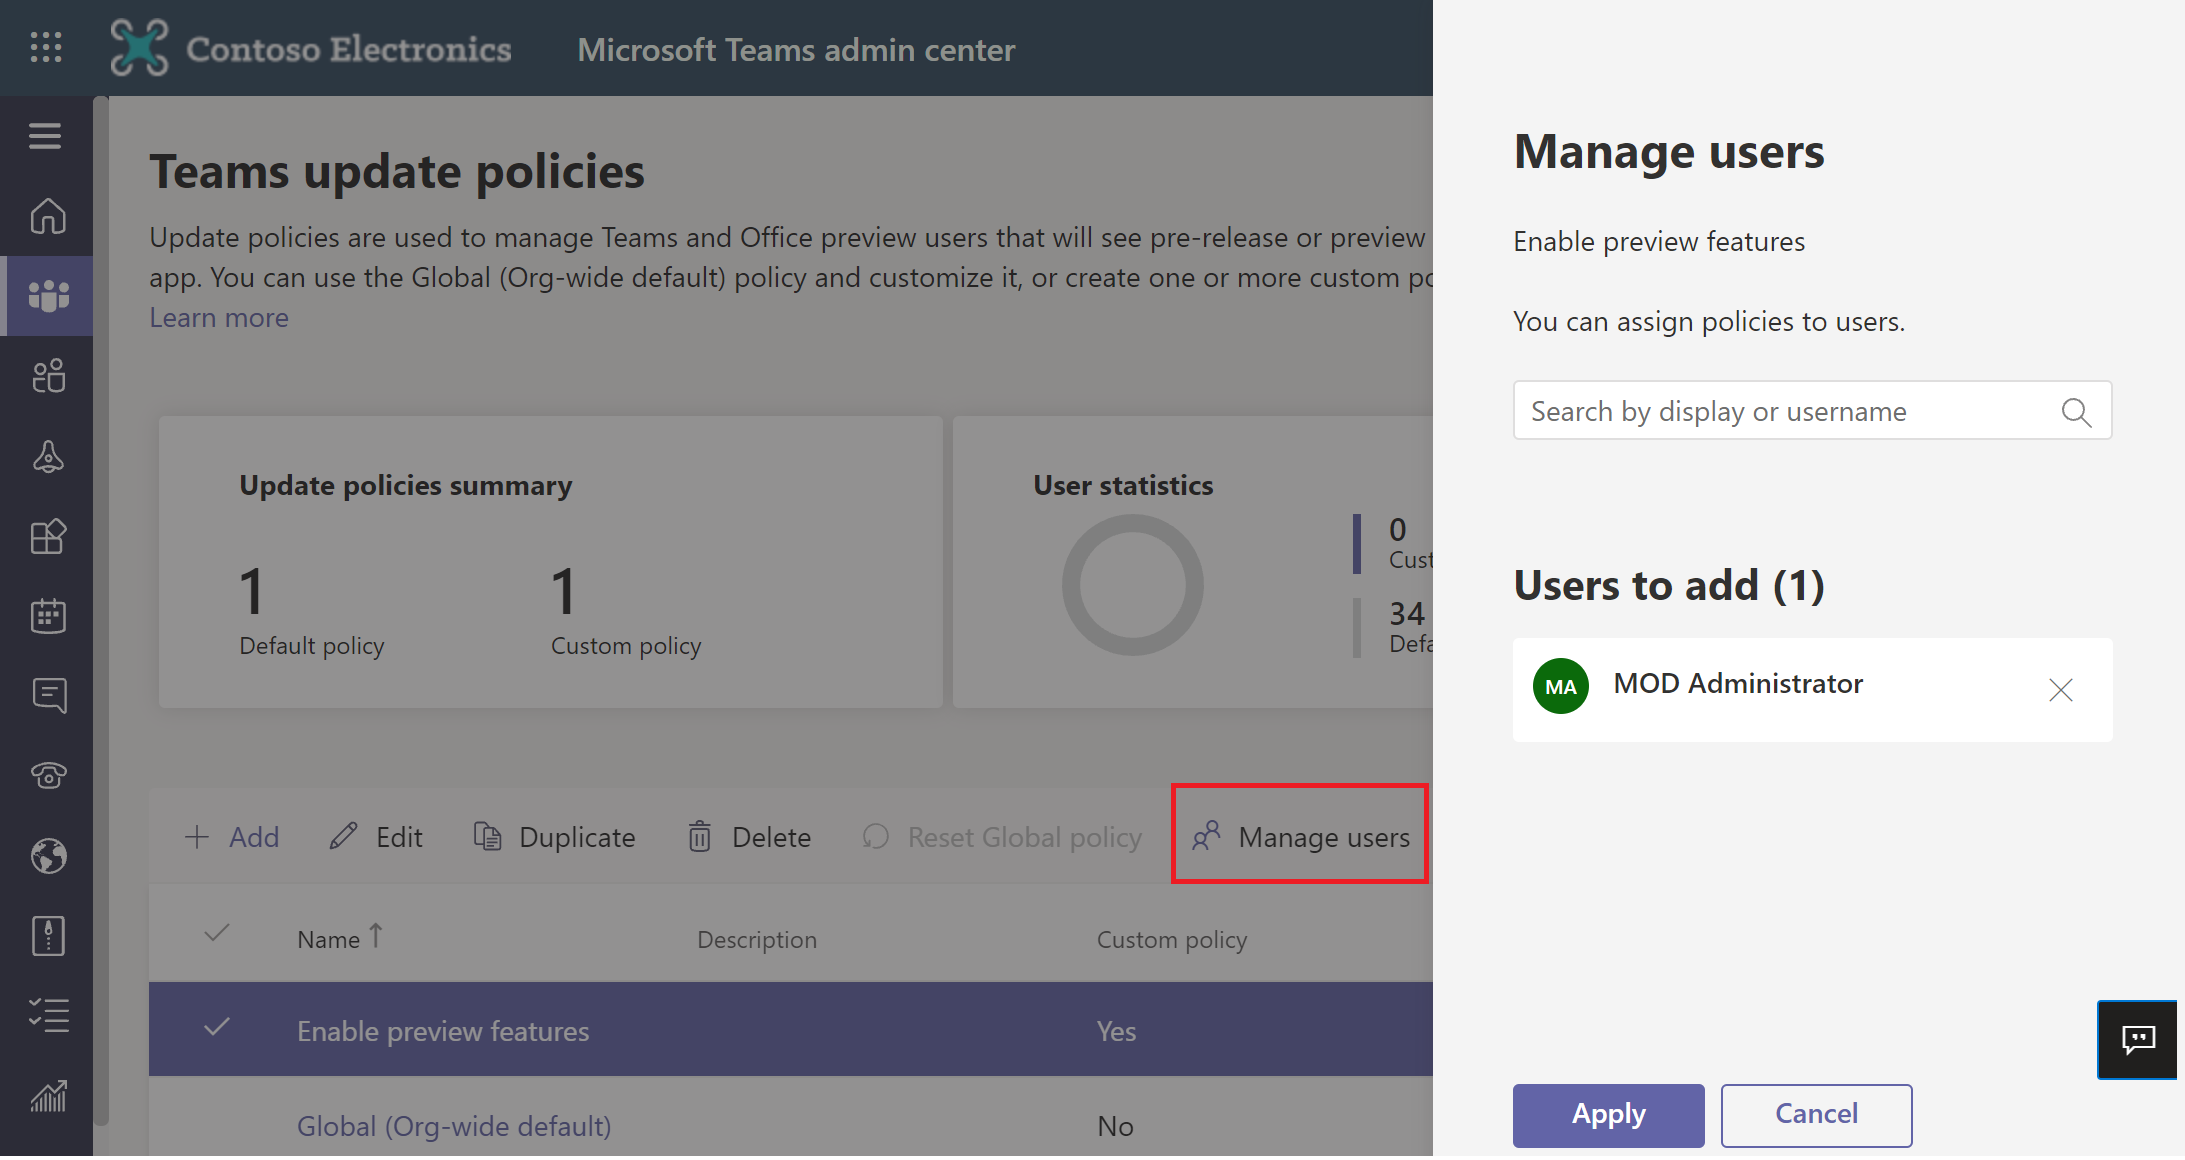 Contoso Electronics
Microsoft Teams admin center
Teams update policies
Update policies are used to manage Teams and Office preview users that will see pre-release or preview
app. You can use the Global (Org-wide default) policy and customize it, or create one or more custom
Learn more
Update policies summary
1
Default policy
1
Custom policy
User statistics
0
34
Add
Edit
Duplicate
Delete
Reset Global policy
Manage users
Name
Description
Custom policy
Enable preview features
Yes
Global (Org-wide default)
No
Manage users
Enable preview features
You can assign policies to users.
Search by display or username
Users to add (1)
MA
MOD Administrator
Apply
Cancel